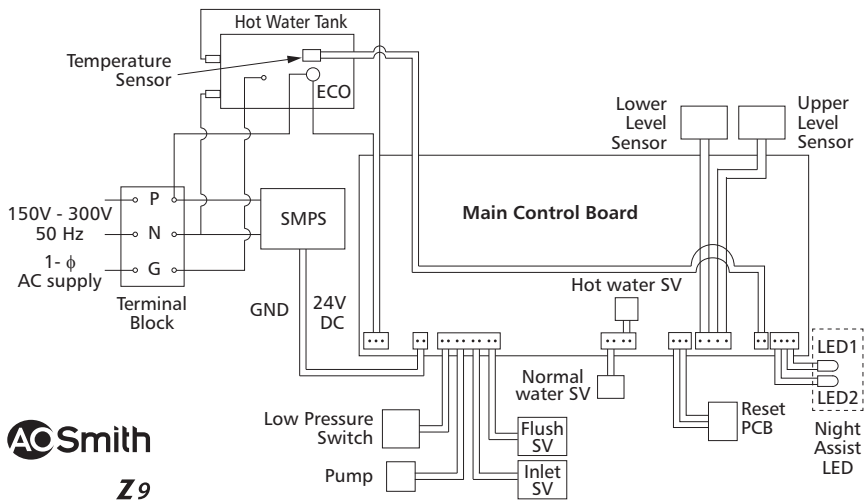 Hot Water Tank
Temperature
Sensor
ECO
Lower
Level
Sensor
Upper
Level
Sensor
150V - 300V
50 Hz
1- ϕ
AC supply
P
N
G
Terminal
Block
SMPS
Main Control Board
GND
24V
DC
Hot water SV
Normal
water SV
LED1
LED2
Night
Assist
LED
Low Pressure
Switch
Flush
SV
Reset
PCB
Pump
Inlet
SV
AO Smith
Z9